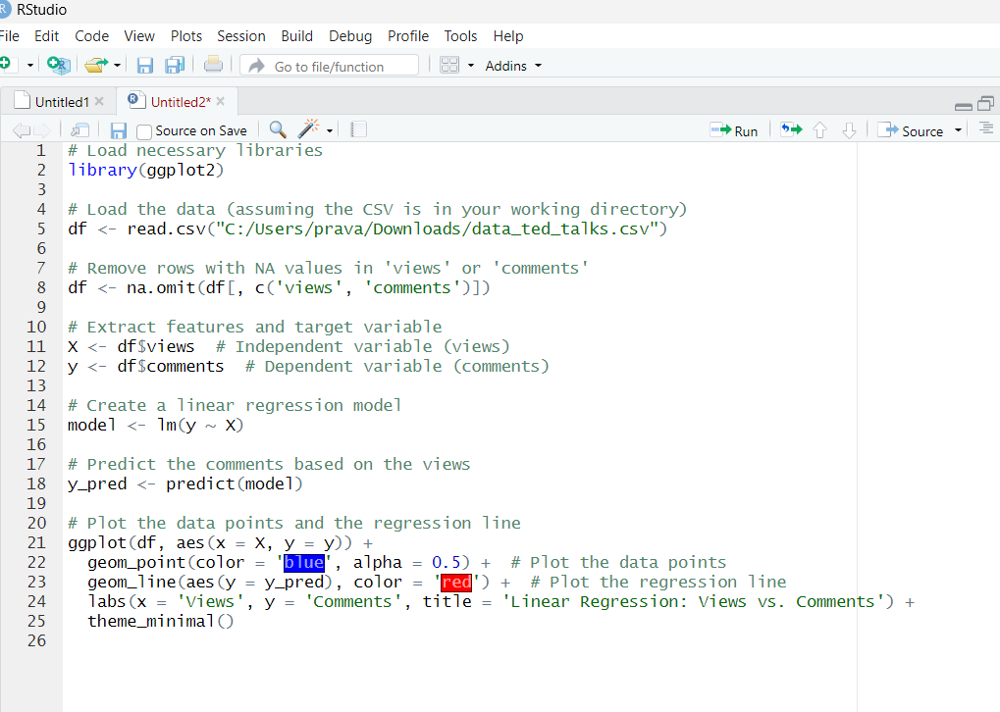 RStudio
File Edit Code View Plots Session Build Debug Profile Tools Help
Go to file/function Addins
Untitled1 Untitled2*
Source on Save Run Source
1 # Load necessary libraries
2 library(ggplot2)
3
4 # Load the data (assuming the CSV is in your working directory)
5 df <- read.csv("C:/Users/prava/Downloads/data_ted_talks.csv")
6
7 # Remove rows with NA values in 'views' or 'comments'
8 df <- na.omit(df[, c('views', 'comments')])
9
10 # Extract features and target variable
11 X <- df$views  # Independent variable (views)
12 y <- df$comments  # Dependent variable (comments)
13
14 # Create a linear regression model
15 model <- lm(y ~ X)
16
17 # Predict the comments based on the views
18 y_pred <- predict(model)
19
20 # Plot the data points and the regression line
21 ggplot(df, aes(x = X, y = y)) +
22   geom_point(color = 'blue', alpha = 0.5) +  # Plot the data points
23   geom_line(aes(y = y_pred), color = 'red') +  # Plot the regression line
24   labs(x = 'Views', y = 'Comments', title = 'Linear Regression: Views vs. Comments') +
25   theme_minimal()
26